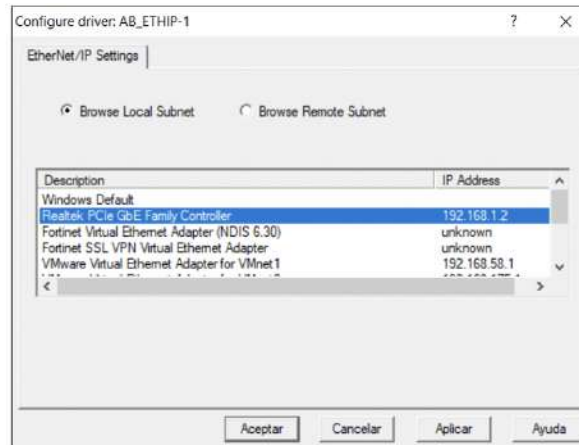 Configure driver: AB_ETHIP-1 ? ×
EtherNet/IP Settings
Browse Local Subnet Browse Remote Subnet
Description IP Address
Windows Default
Realtek PCIe GbE Family Controller 192.168.1.2
Fortinet Virtual Ethernet Adapter (NDIS 6.30) unknown
Fortinet SSL VPN Virtual Ethernet Adapter unknown
VMware Virtual Ethernet Adapter for VMnet1 192.168.58.1
Aceptar Cancelar Aplicar Ayuda